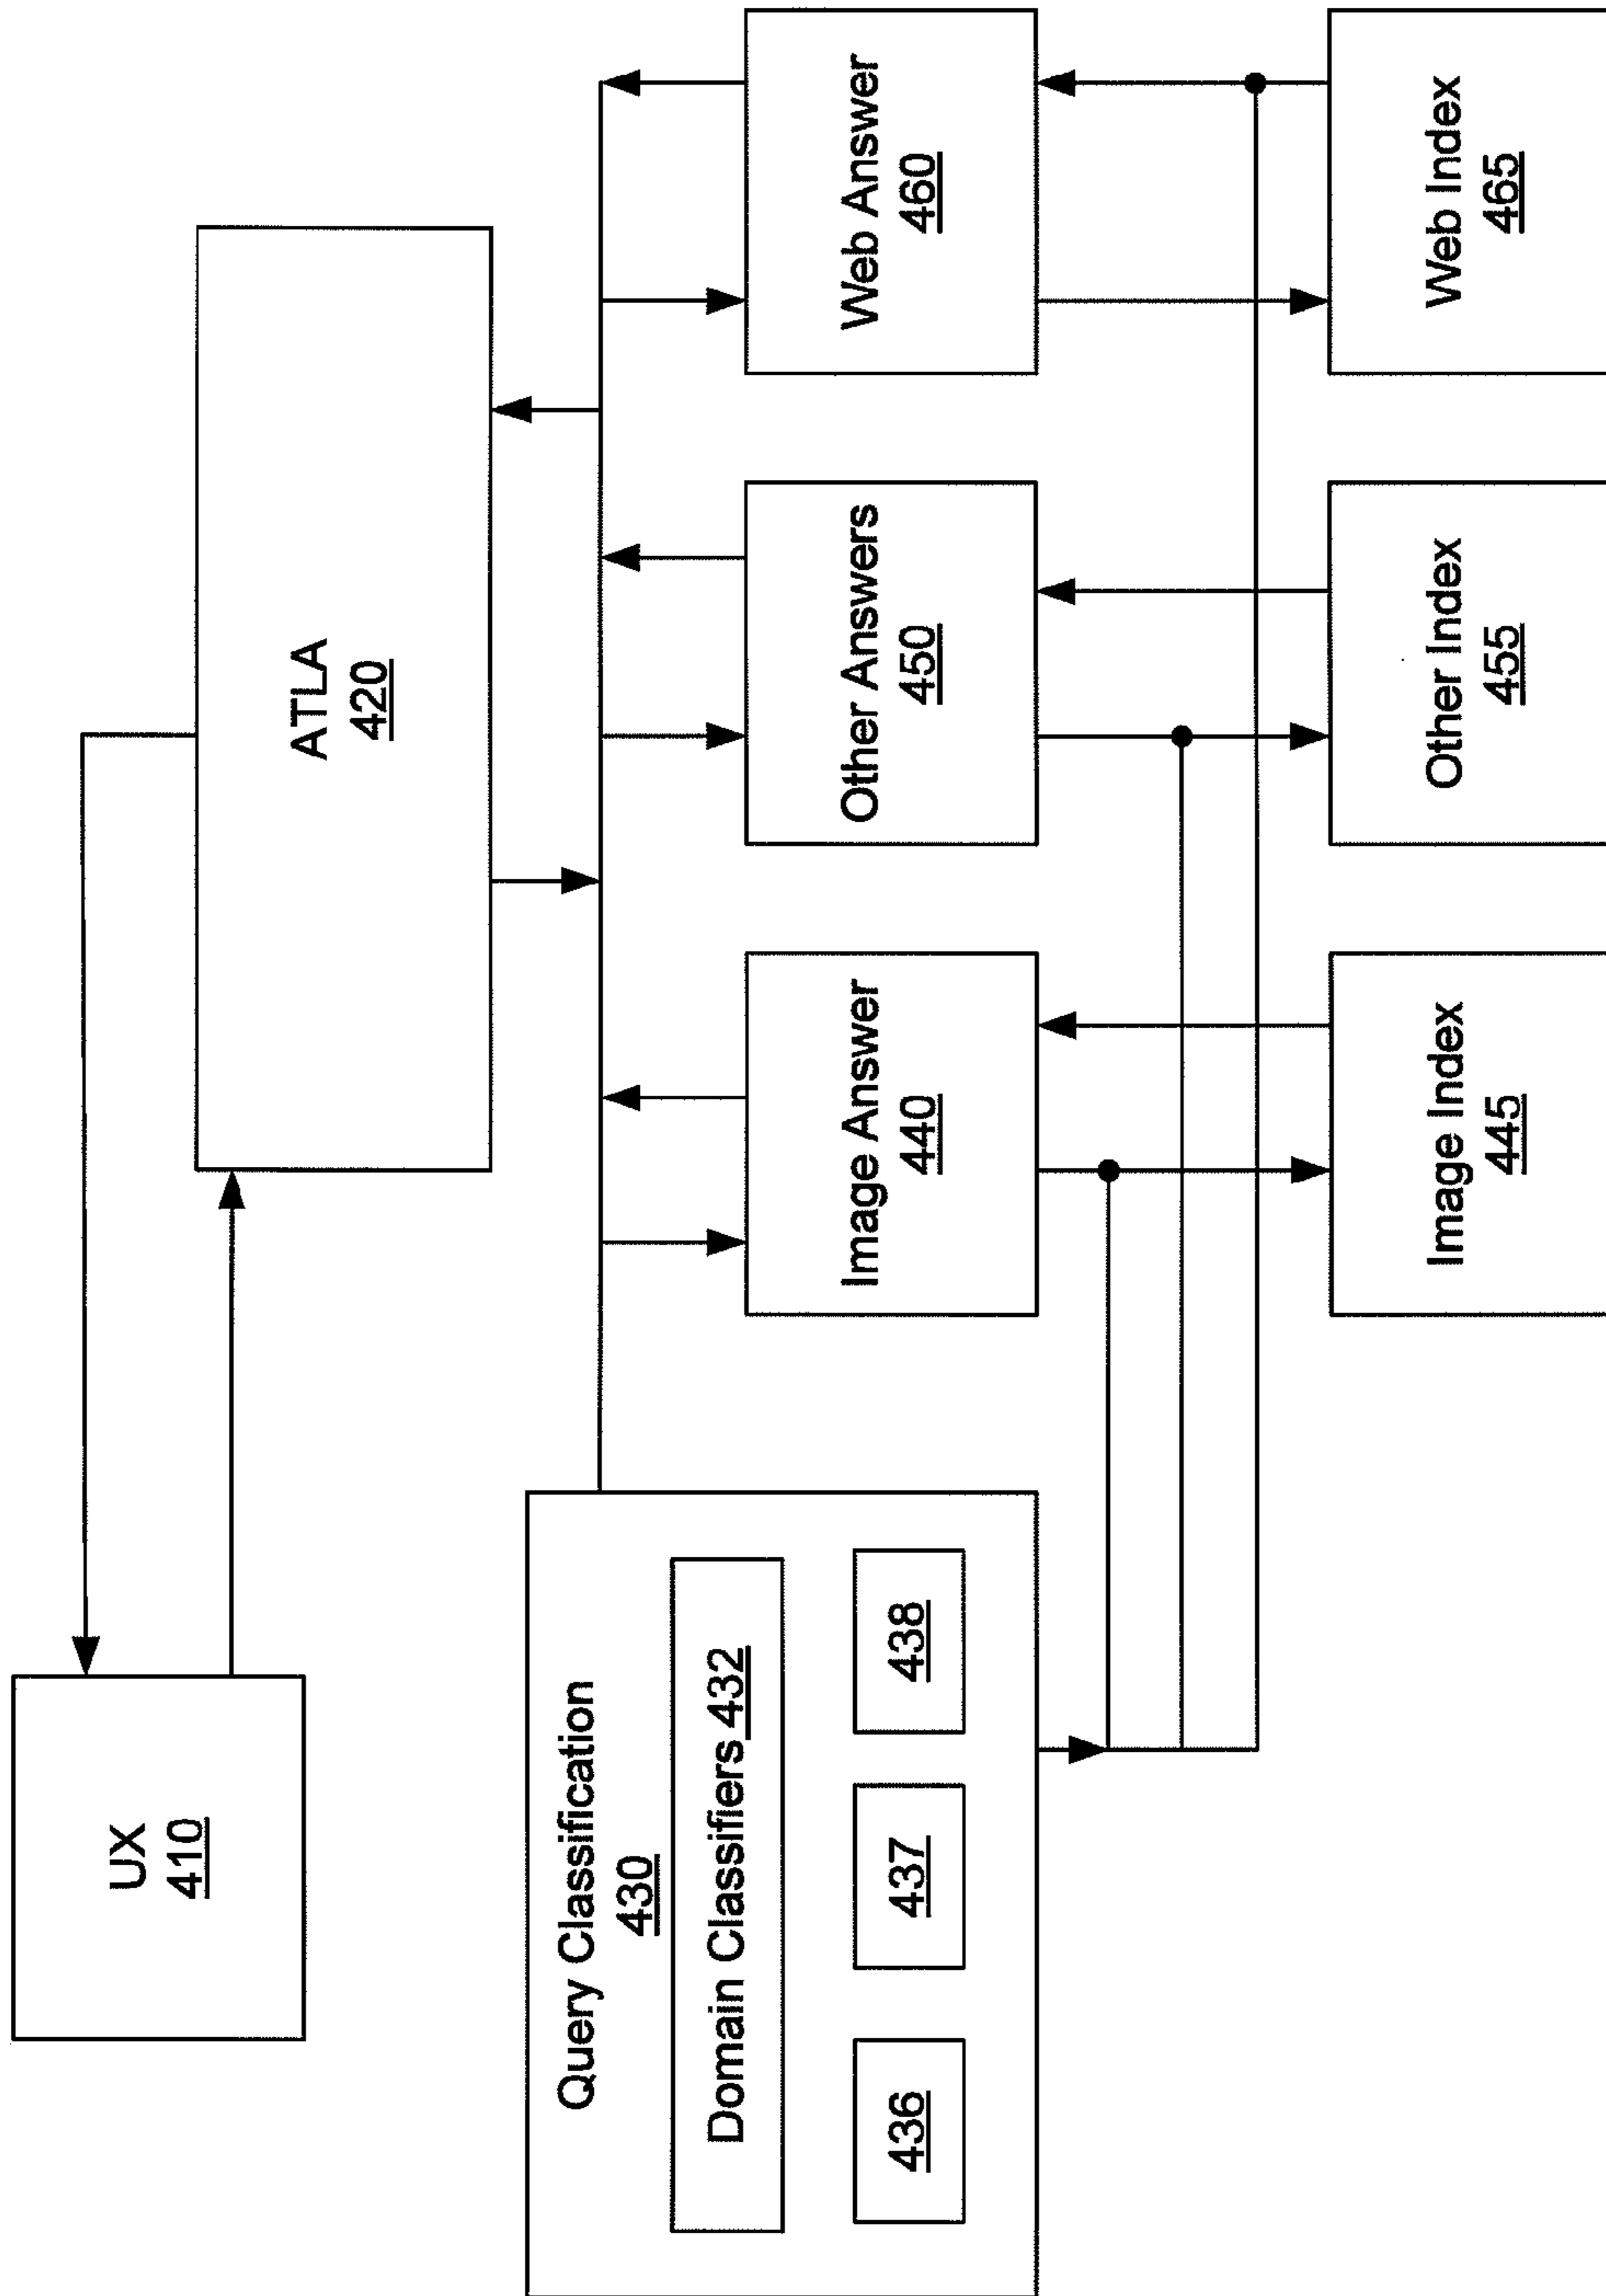 UX
410
ATLA
420
Query Classification
430
Domain Classifiers 432
436
437
438
Image Answer
440
Other Answers
450
Web Answer
460
Image Index
445
Other Index
455
Web Index
465